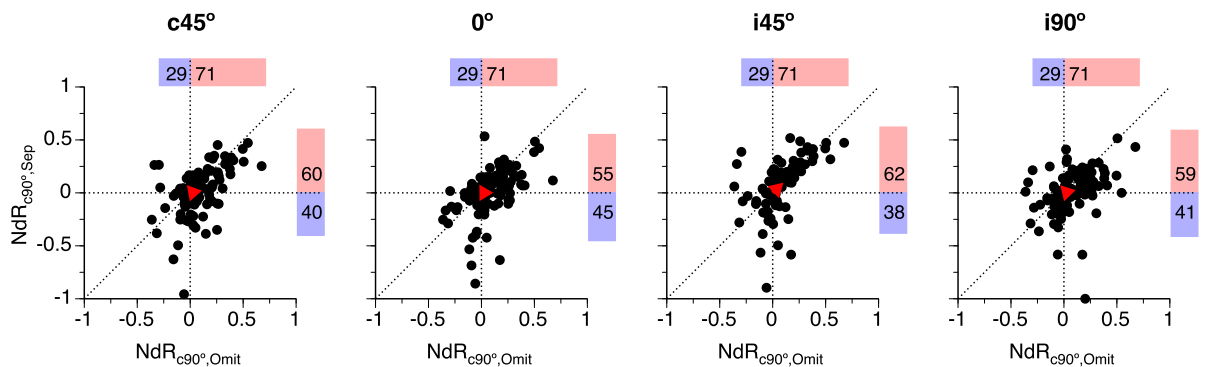 c45º 0º i45º i90º
29 71 29 71 29 71 29 71
1
0.5
60 55 62 59
0
40 45 38 41
-0.5
-1
NdRc90º,Sep
-1 -0.5 0 0.5 1 -1 -0.5 0 0.5 1 -1 -0.5 0 0.5 1 -1 -0.5 0 0.5 1
NdRc90º,Omit NdRc90º,Omit NdRc90º,Omit NdRc90º,Omit